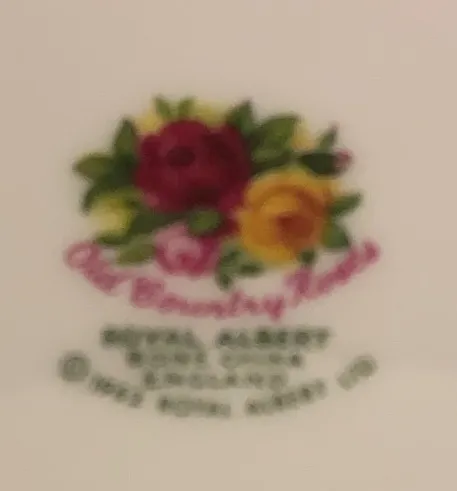 Old Country Roses
ROYAL ALBERT
BONE CHINA
ENGLAND
© 1962 ROYAL ALBERT LTD